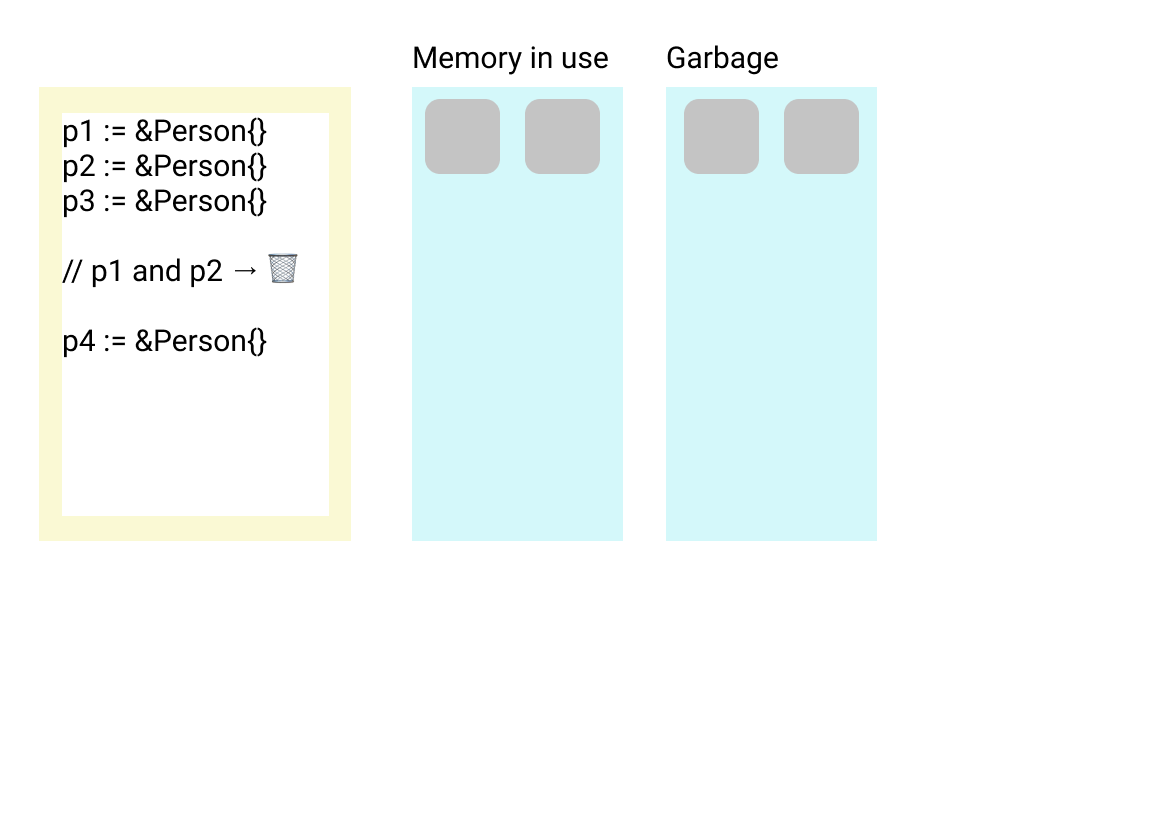 Memory in use
Garbage
p1 := &Person{}
p2 := &Person{}
p3 := &Person{}
// p1 and p2 → 🗑️
p4 := &Person{}